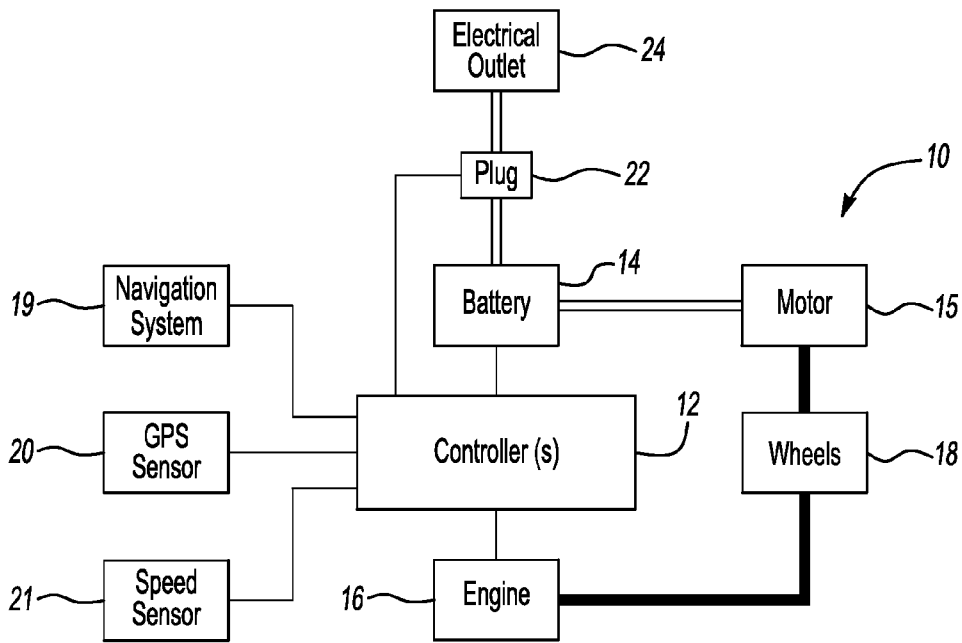 Electrical
Outlet
24
Plug
22
10
Navigation
System
19
Battery
14
Motor
15
GPS
Sensor
20
Controller (s)
12
Wheels
18
Speed
Sensor
21
Engine
16